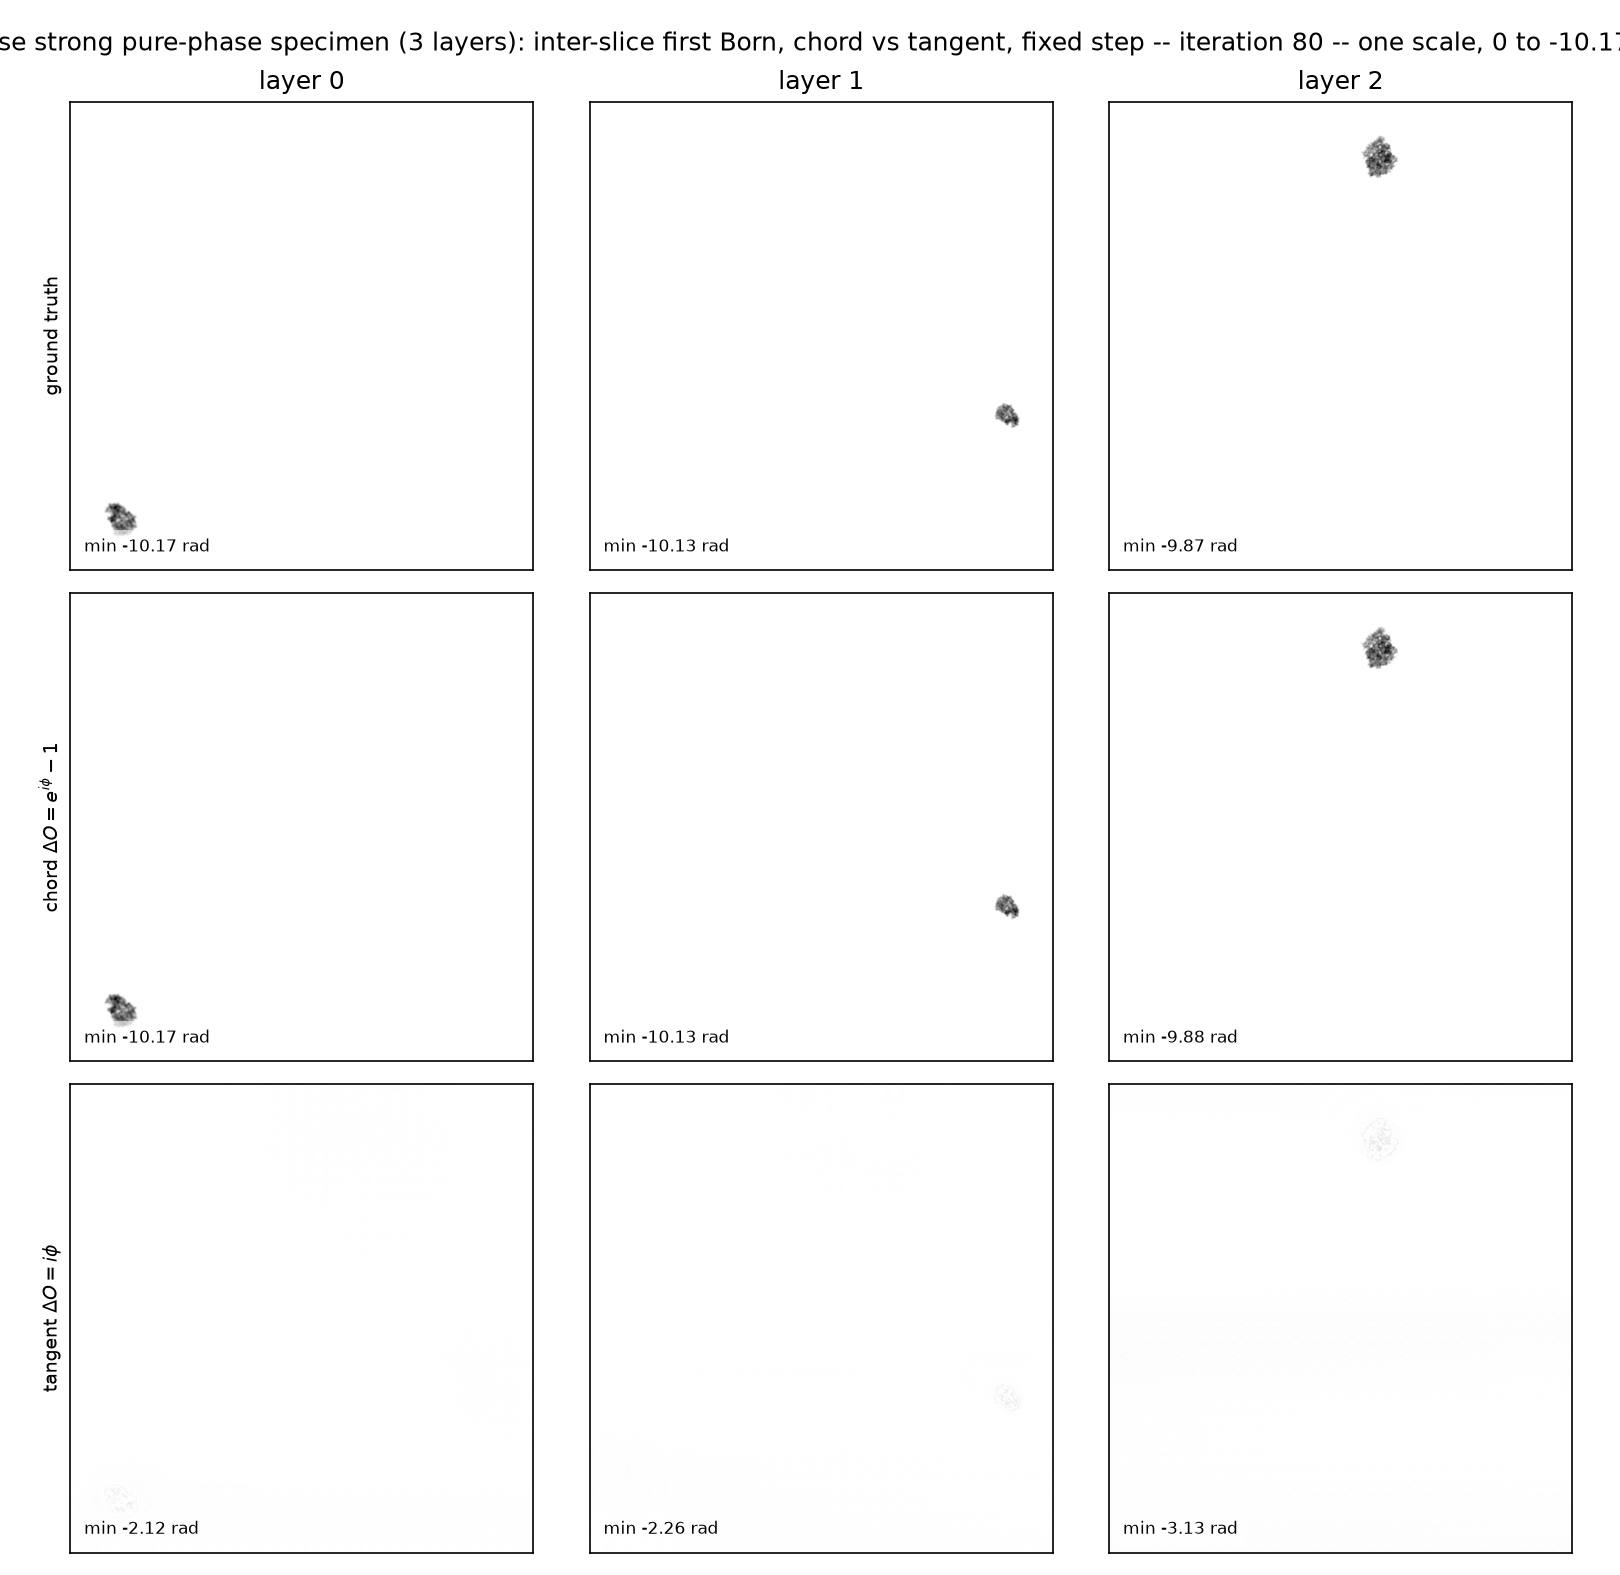 se strong pure-phase specimen (3 layers): inter-slice first Born, chord vs tangent, fixed step -- iteration 80 -- one scale, 0 to -10.17
layer 0
layer 1
layer 2
ground truth
min -10.17 rad
min -10.13 rad
min -9.87 rad
chord ΔO = e^{iϕ} − 1
min -10.17 rad
min -10.13 rad
min -9.88 rad
tangent ΔO = iϕ
min -2.12 rad
min -2.26 rad
min -3.13 rad